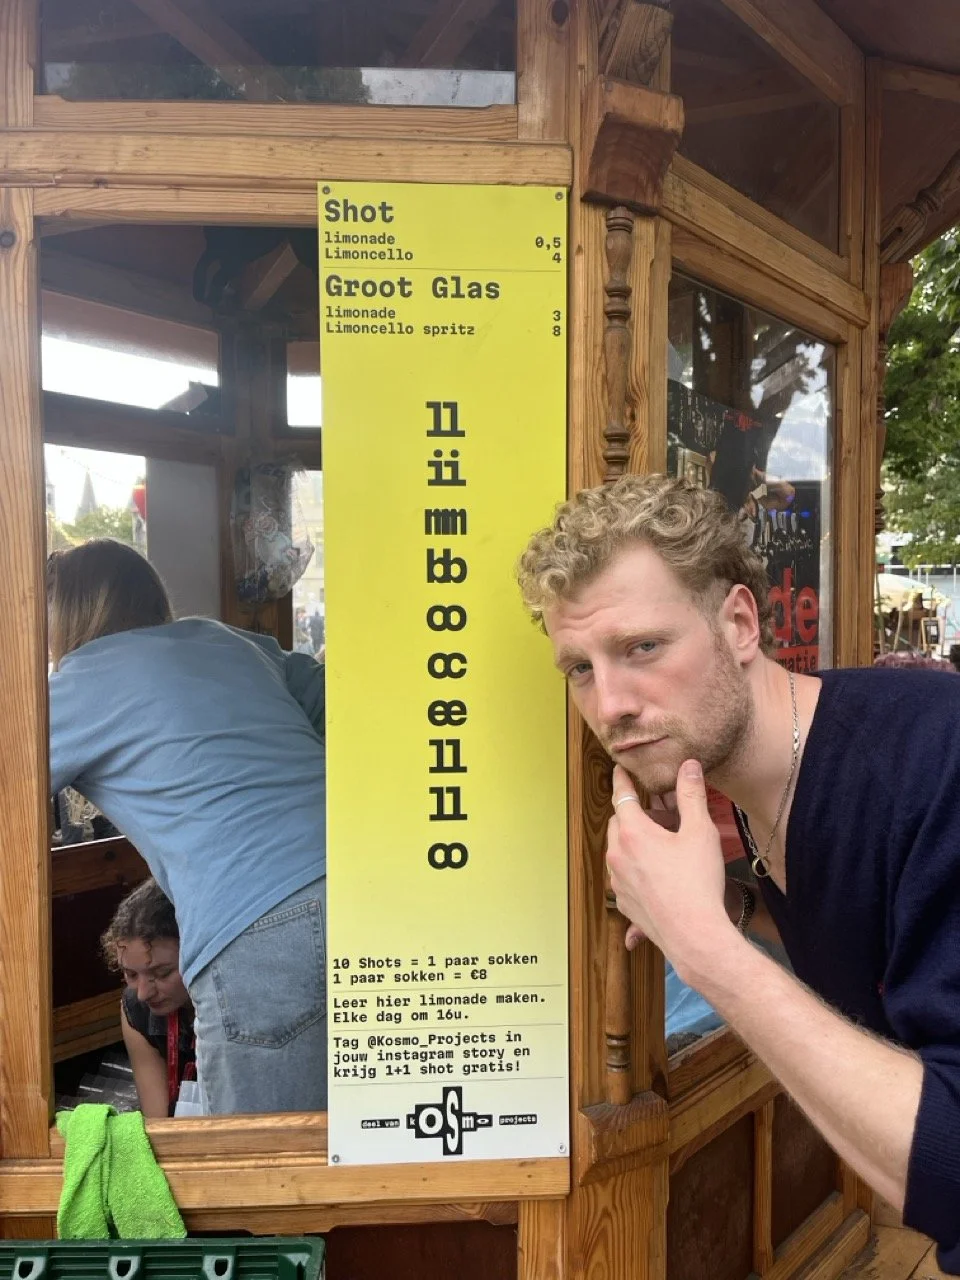 Shot
limonade 0,5
Limoncello 4
Groot Glas
limonade 3
Limoncello spritz 8
ll
ii
mm
bb
oo
cc
ee
ll
ll
oo
10 Shots = 1 paar sokken
1 paar sokken = €8
Leer hier limonade maken.
Elke dag om 16u.
Tag @Kosmo_Projects in
jouw instagram story en
krijg 1+1 shot gratis!
deel van kosmo projects
de